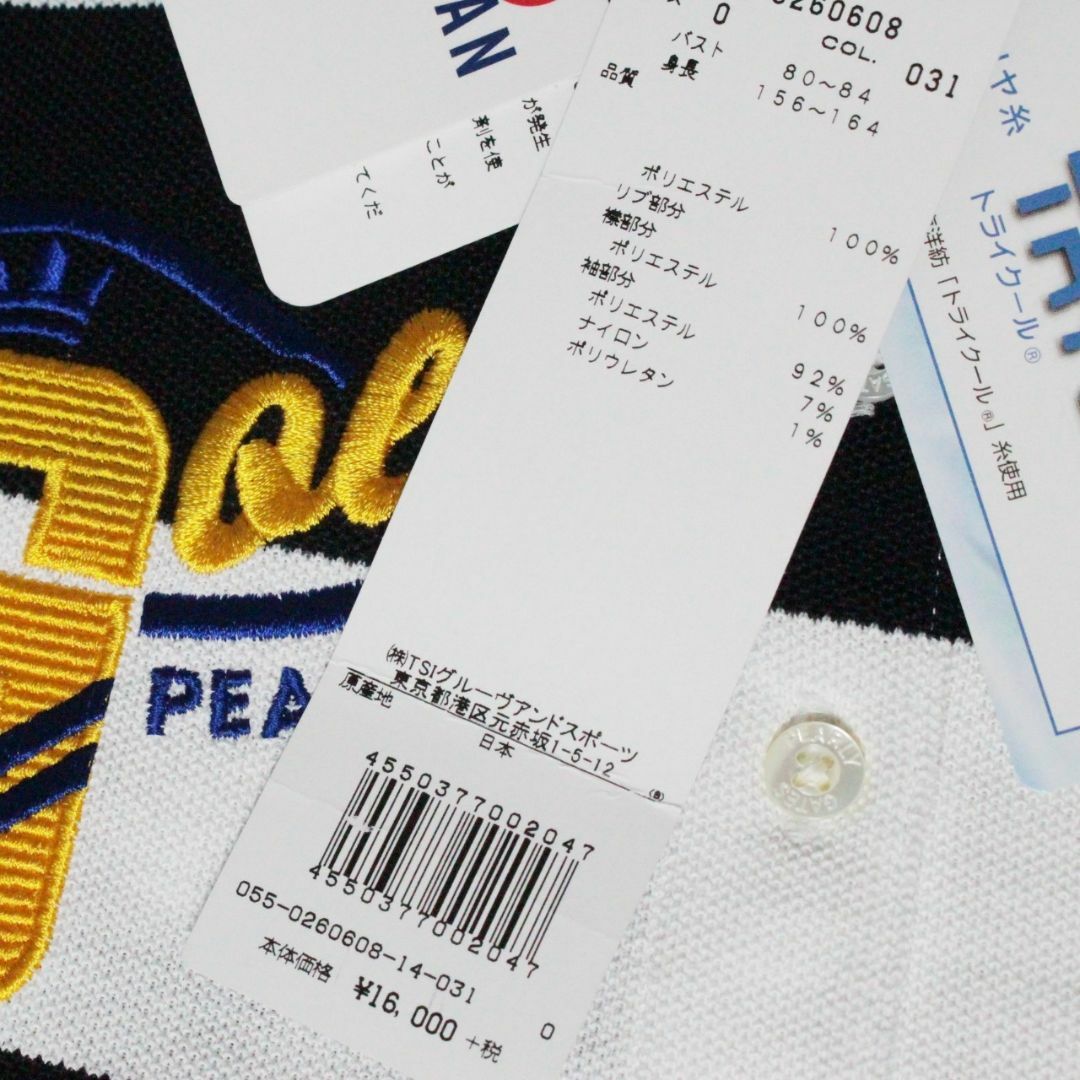 AN
が発生
剤を使
ことが
てくだ
0
0260608
COL. 031
バスト 80~84
身長 156~164
品質
ポリエステル 100%
リブ部分
襟部分
ポリエステル 100%
袖部分
ポリエステル 92%
ナイロン 7%
ポリウレタン 1%
(株)TSIグルーヴアンドスポーツ
東京都港区元赤坂1-5-12
原産地 日本
4550377002047
4550377002047
055-0260608-14-031 0
本体価格 ¥16,000 +税
ヤ糸
トライクール®
洋紡「トライクール®」糸使用
PEA
PEARLY
GATES